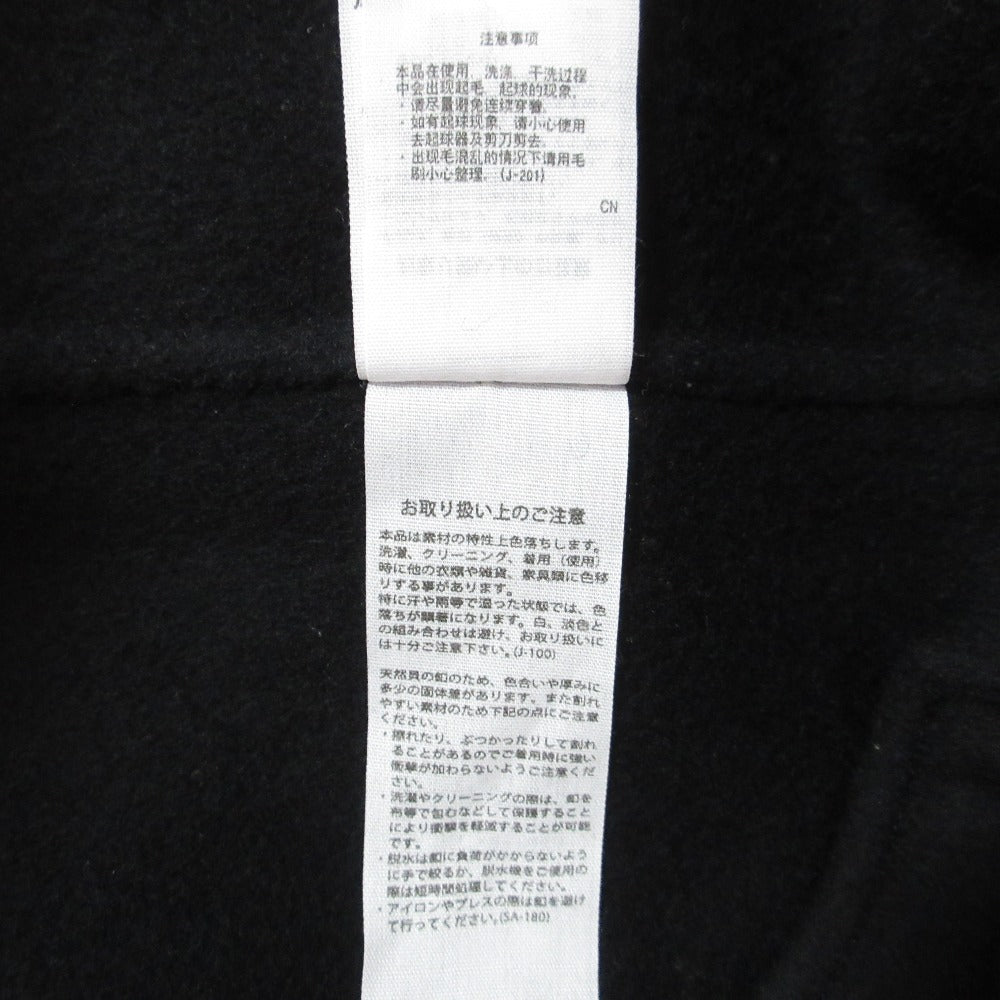 注意事项
本品在使用、洗涤、干洗过程
中会出现起毛、起球的现象。
・请尽量避免连续穿着。
・如有起球现象，请小心使用
去起球器及剪刀剪去。
・出现毛混乱的情况下请用毛
刷小心整理。(J-201)
CN
お取り扱い上のご注意
本品は素材の特性上色落ちします。
洗濯、クリーニング、着用（使用）
時に他の衣類や雑貨、家具類に色移
りする事があります。
特に汗や雨等で湿った状態では、色
落ちが顕著になります。白、淡色と
の組み合わせは避け、お取り扱いに
は十分ご注意下さい。(J-100)
天然貝の釦のため、色合いや厚みに
多少の固体差があります、また割れ
やすい素材のため下記の点にご注意
ください。
・擦れたり、ぶつかったりして割れ
ることがあるのでご着用時に強い
衝撃が加わらないようご注意くだ
さい。
・洗濯やクリーニングの際は、釦を
布等で包むなどして保護すること
により衝撃を軽減することが可能
です。
・脱水は釦に負荷がかからないよう
に手で絞るか、脱水機をご使用の
際は短時間処理してください。
・アイロンやプレスの際は釦を避け
て行ってください。(SA-180)